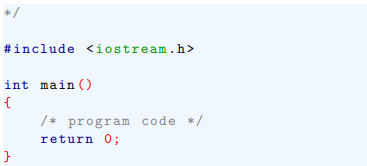 */
#include <iostream.h>
int main()
{
/* program code */
return 0;
}